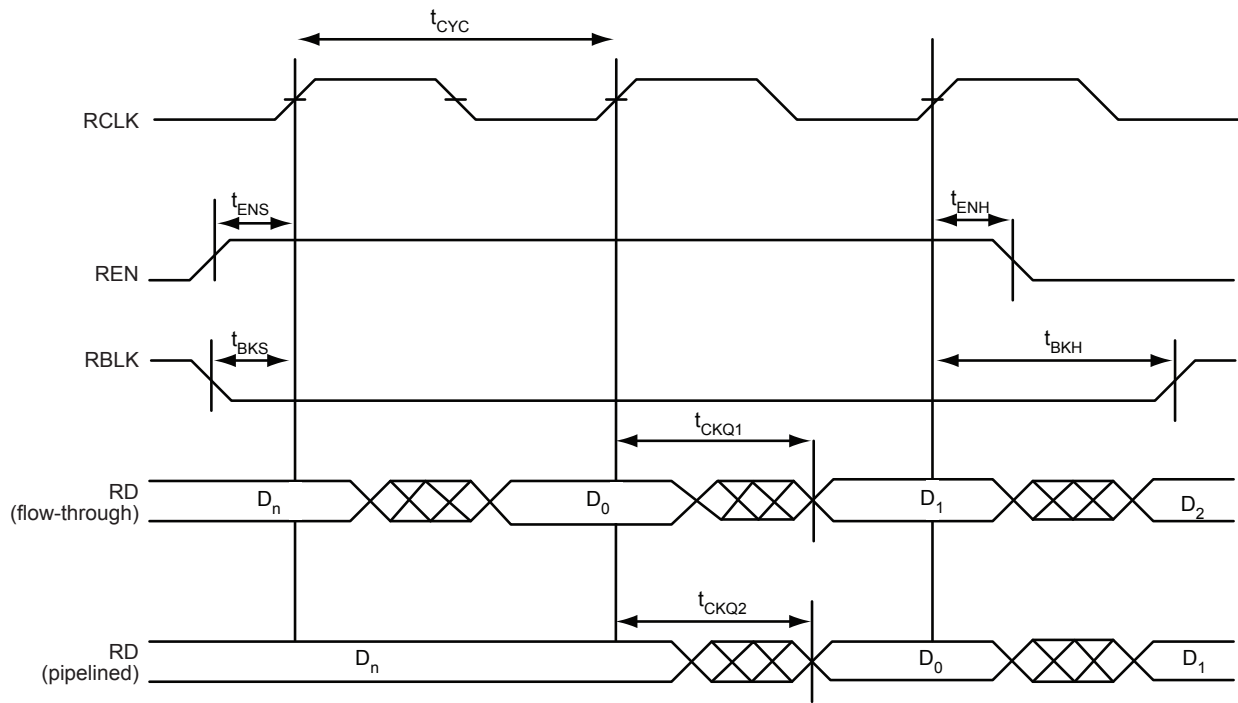 tCYC
RCLK
tENS
tENH
REN
tBKS
tBKH
RBLK
tCKQ1
RD
(flow-through)
Dn
D0
D1
D2
tCKQ2
RD
(pipelined)
Dn
D0
D1